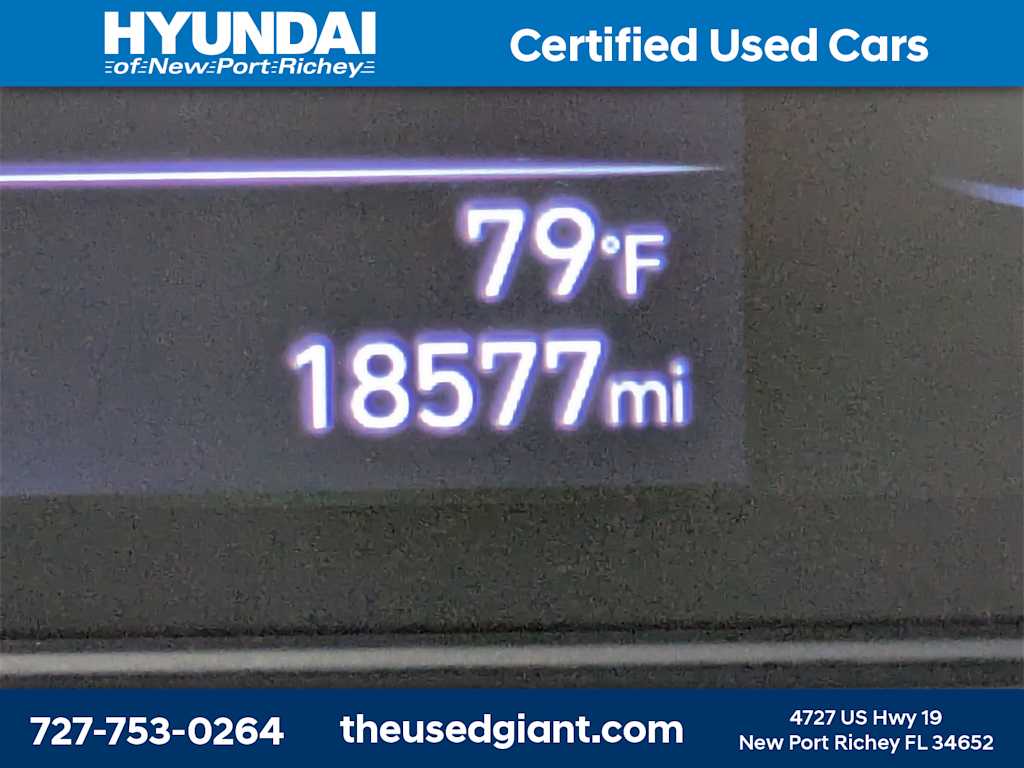 HYUNDAI
of New Port Richey
Certified Used Cars
79°F
18577mi
727-753-0264
theusedgiant.com
4727 US Hwy 19
New Port Richey FL 34652